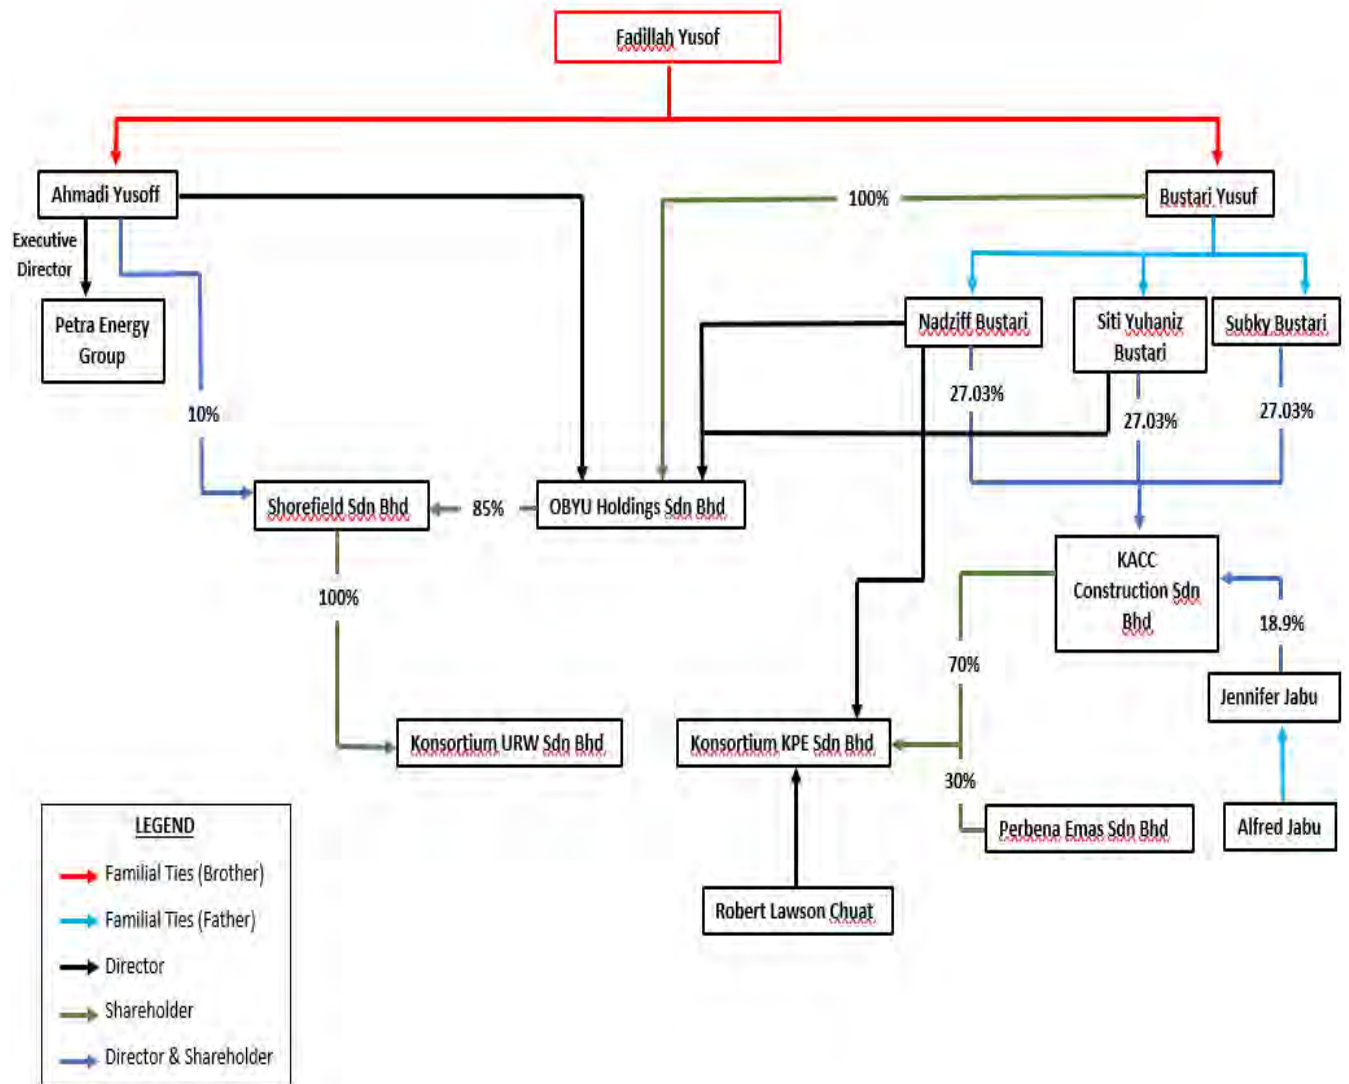 Fadillah Yusof
Ahmadi Yusoff
100%
Bustari Yusuf
Executive
Director
Petra Energy
Group
Nadziff Bustari
Siti Yuhaniz
Bustari
Subky Bustari
27.03%
27.03%
27.03%
10%
Shorefield Sdn Bhd
85%
OBYU Holdings Sdn Bhd
KACC
Construction Sdn
Bhd
100%
18.9%
70%
Jennifer Jabu
Konsortium URW Sdn Bhd
Konsortium KPE Sdn Bhd
30%
Perbena Emas Sdn Bhd
Alfred Jabu
Robert Lawson Chuat
LEGEND
Familial Ties (Brother)
Familial Ties (Father)
Director
Shareholder
Director & Shareholder